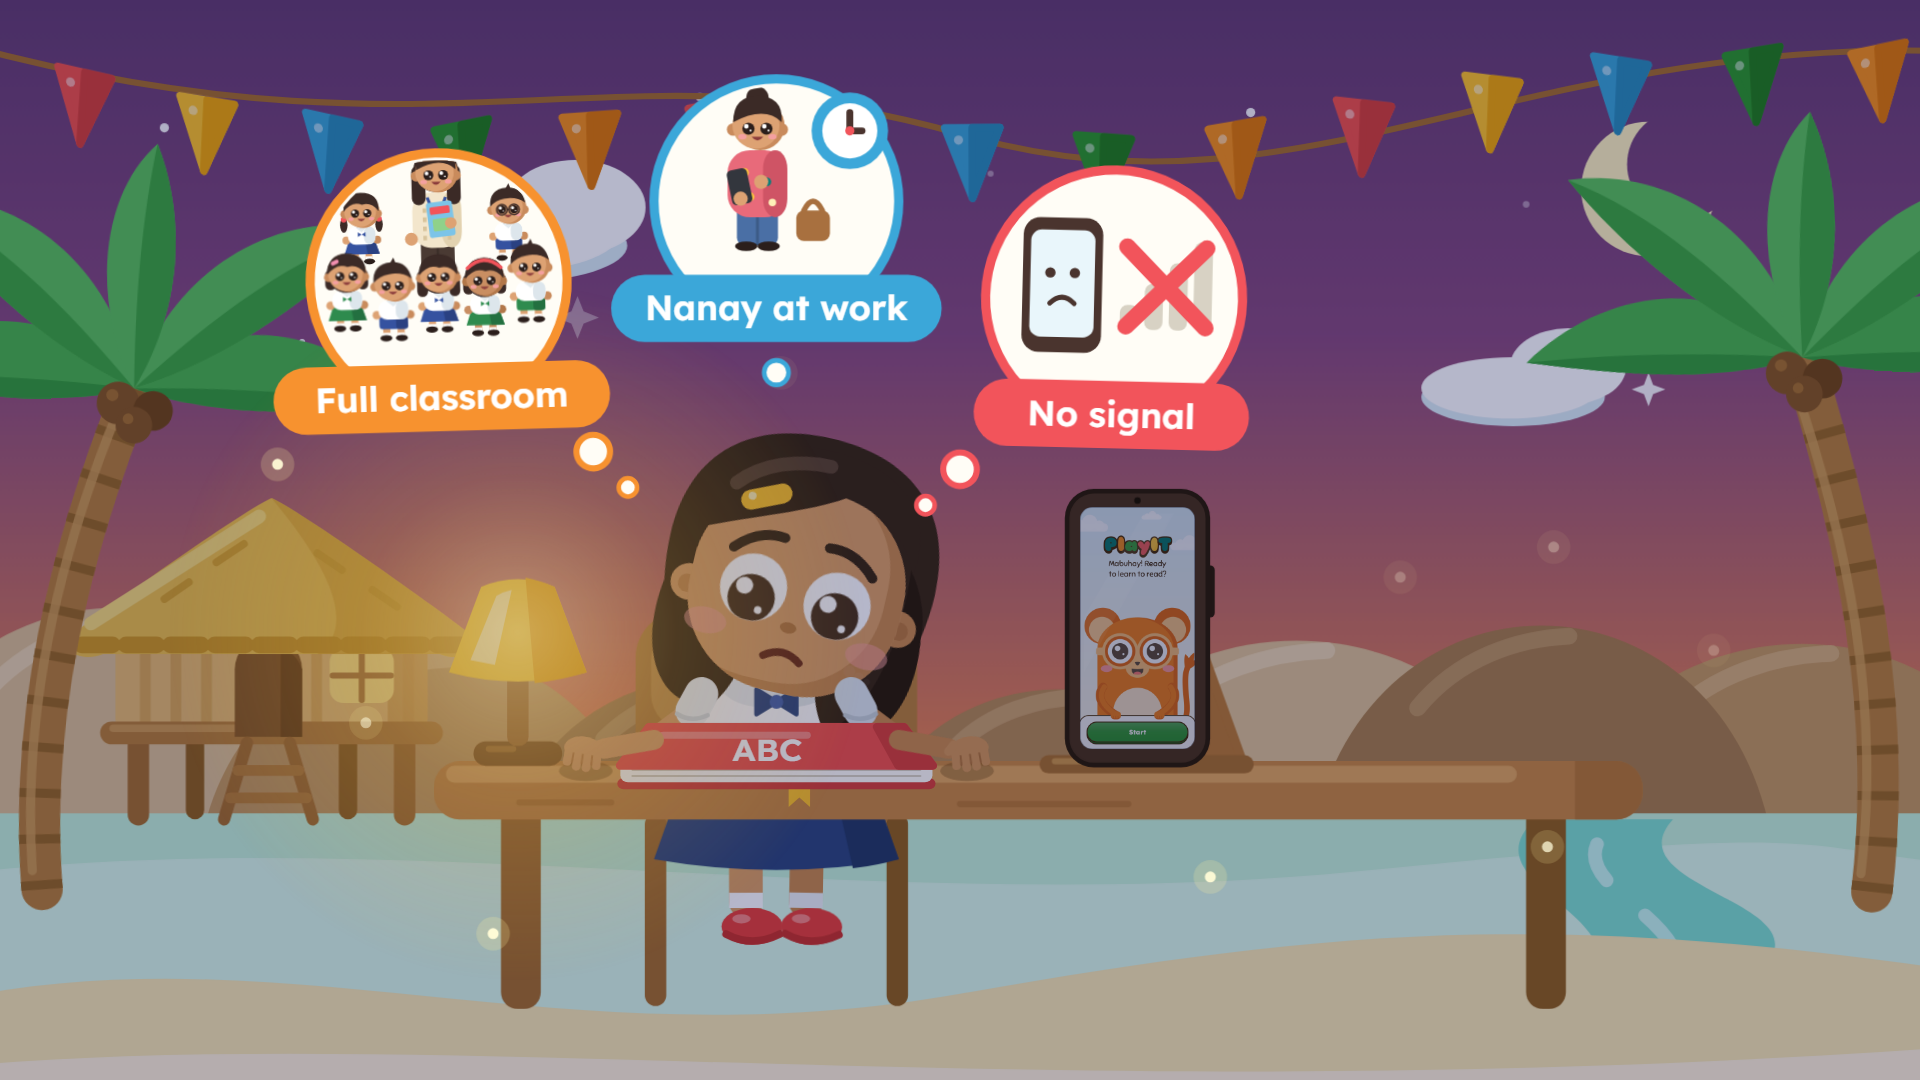 Nanay at work
Full classroom
No signal
PlayIT
Mabuhay! Ready
to learn to read?
Start
ABC